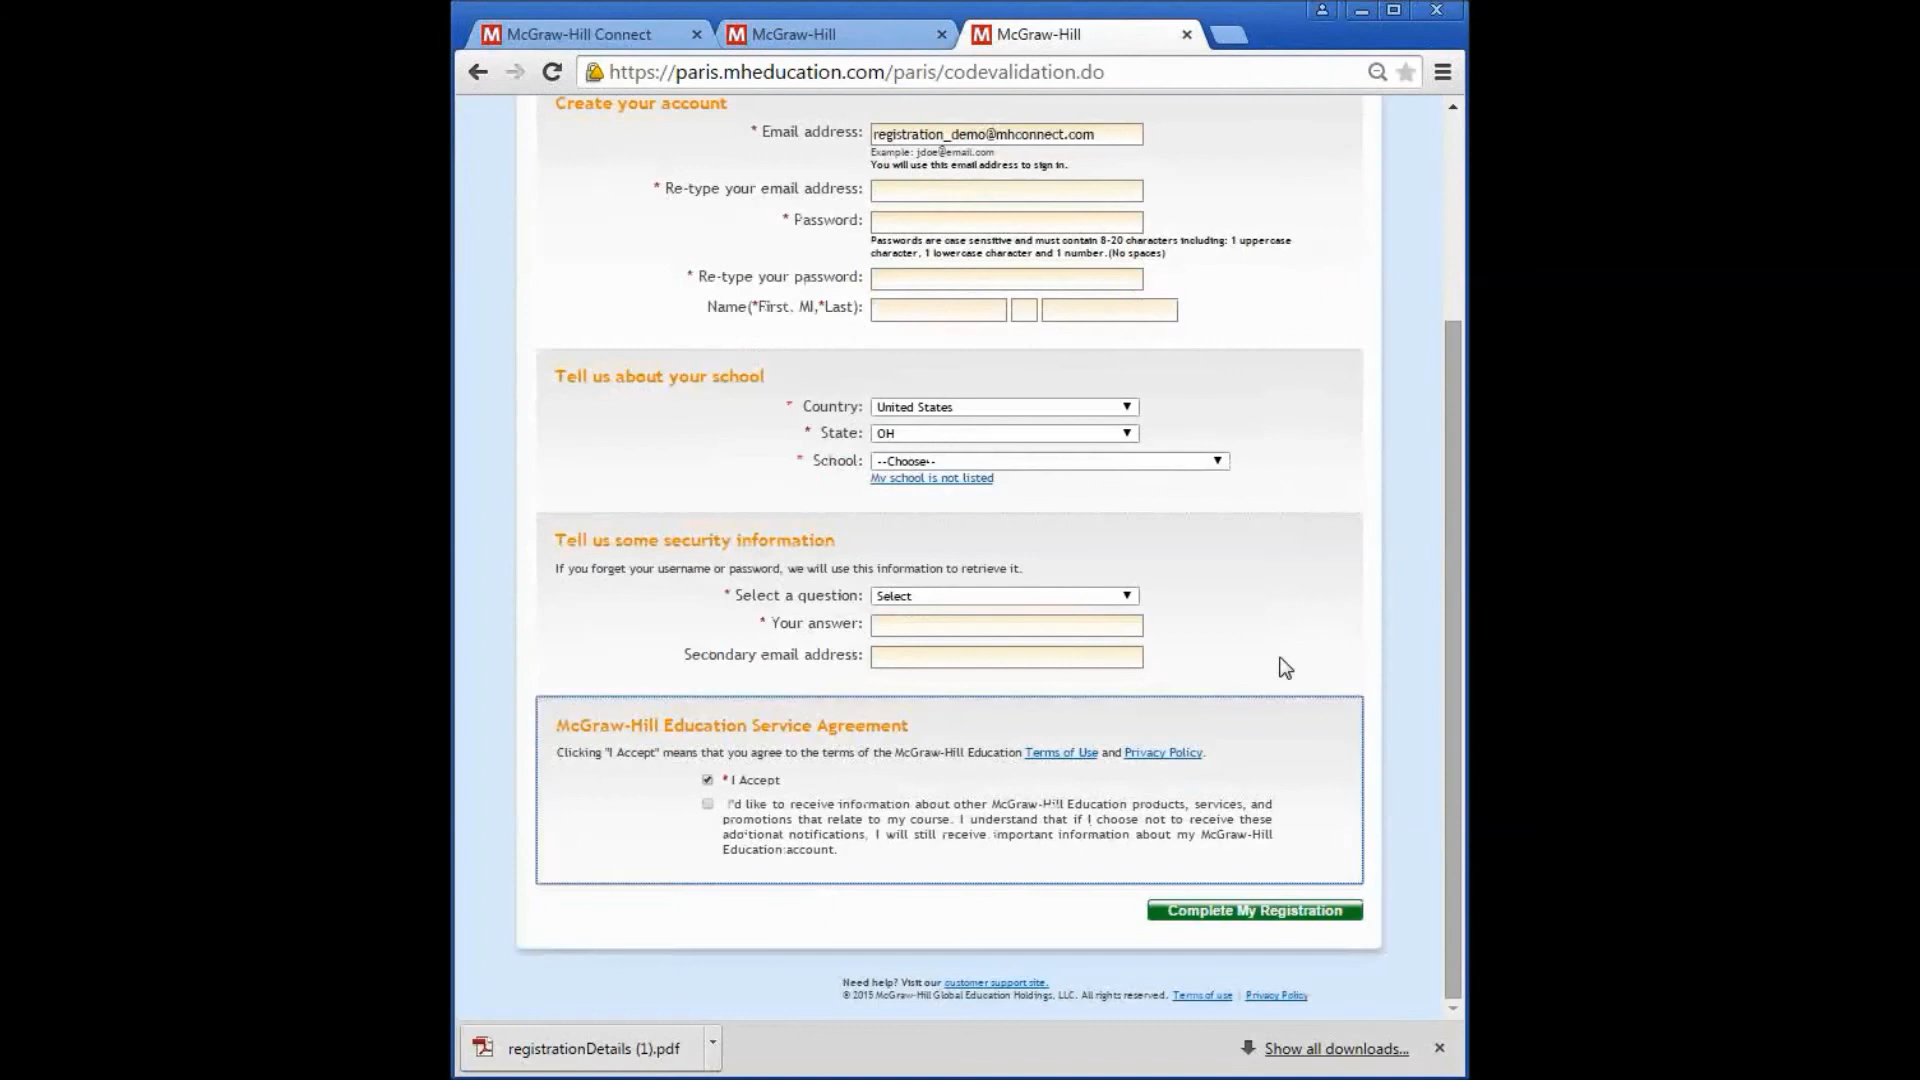 McGraw-Hill Connect
McGraw-Hill
McGraw-Hill
https://paris.mheducation.com/paris/codevalidation.do
Create your account
* Email address: registration_demo@mhconnect.com
Example: jdoe@email.com
You will use this email address to sign in.
* Re-type your email address:
* Password:
Passwords are case sensitive and must contain 8-20 characters including: 1 uppercase
character, 1 lowercase character and 1 number.(No spaces)
* Re-type your password:
Name(*First. MI,*Last):
Tell us about your school
* Country: United States
* State: OH
* School: --Choose--
My school is not listed
Tell us some security information
If you forget your username or password, we will use this information to retrieve it.
* Select a question: Select
* Your answer:
Secondary email address:
McGraw-Hill Education Service Agreement
Clicking "I Accept" means that you agree to the terms of the McGraw-Hill Education Terms of Use and Privacy Policy.
* I Accept
I'd like to receive information about other McGraw-Hill Education products, services, and
promotions that relate to my course. I understand that if I choose not to receive these
additional notifications, I will still receive important information about my McGraw-Hill
Education account.
Complete My Registration
Need help? Visit our customer support site.
© 2015 McGraw-Hill Global Education Holdings, LLC. All rights reserved. Terms of use | Privacy Policy
registrationDetails (1).pdf
Show all downloads...